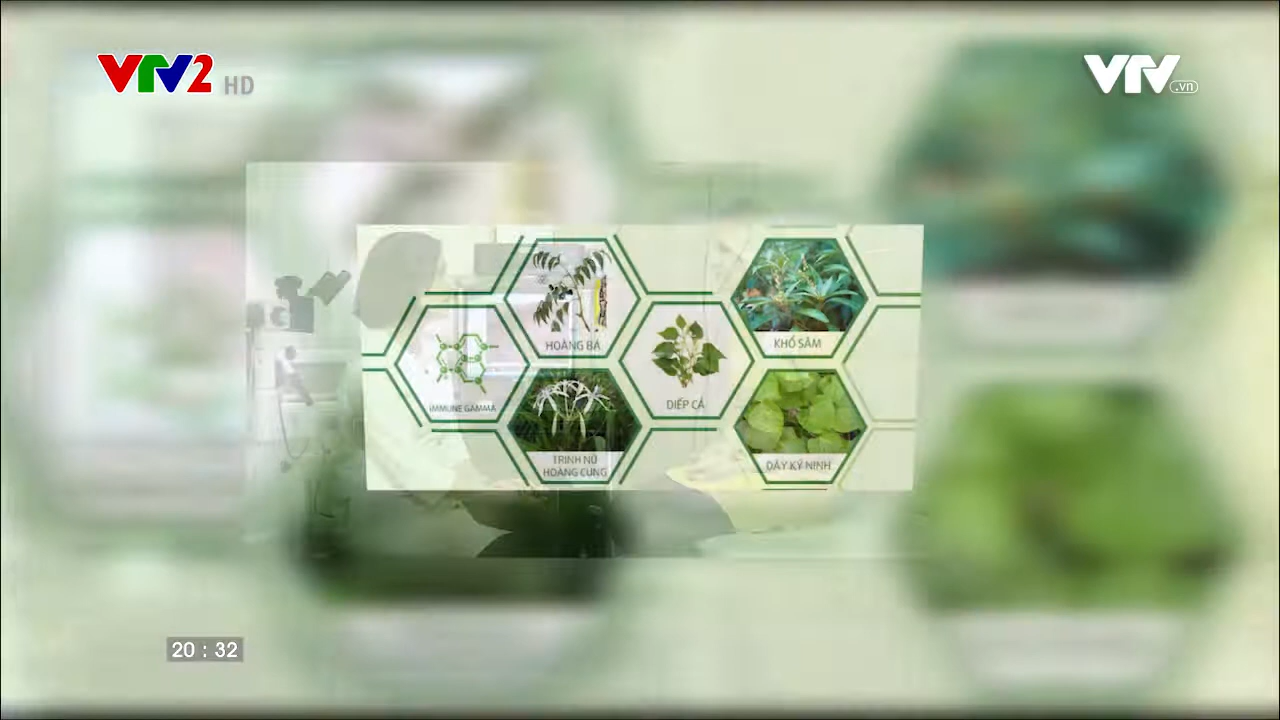 VTV2 HD
VTV.vn
HOÀNG BÁ
KHỔ SÂM
IMMUNE GAMMA
DIẾP CÁ
TRINH NỮ
HOÀNG CUNG
DÂY KÝ NINH
20 : 32